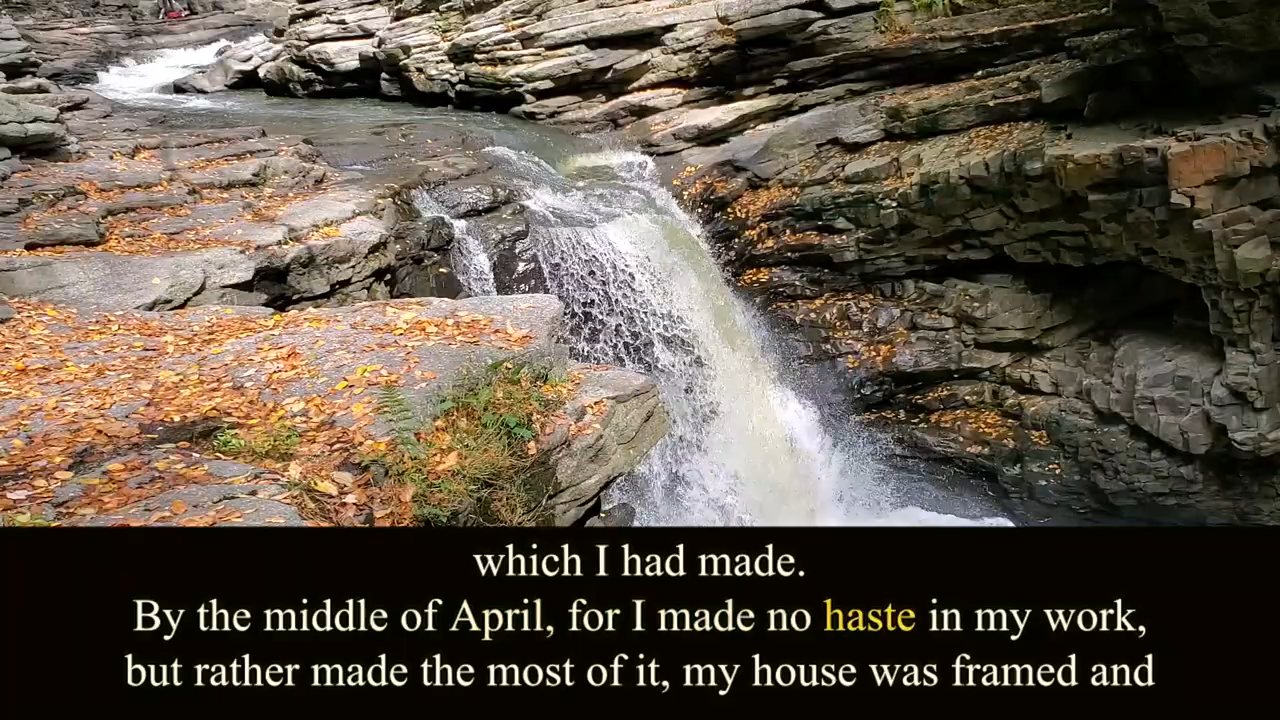 which I had made.
By the middle of April, for I made no haste in my work,
but rather made the most of it, my house was framed and